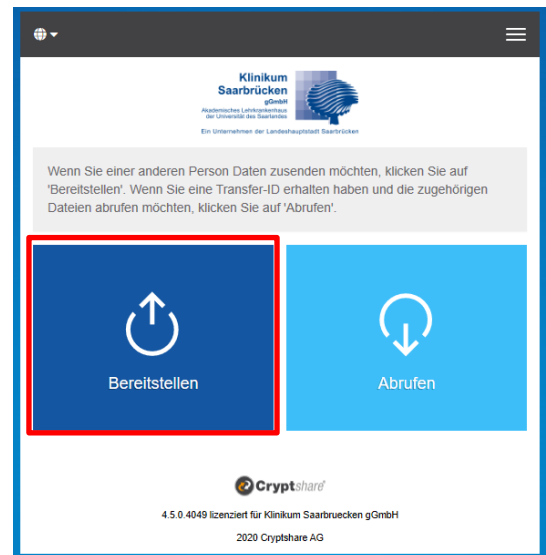 Klinikum
Saarbrücken
gGmbH
Akademisches Lehrkrankenhaus
der Universität des Saarlandes
Ein Unternehmen der Landeshauptstadt Saarbrücken
Wenn Sie einer anderen Person Daten zusenden möchten, klicken Sie auf
'Bereitstellen'. Wenn Sie eine Transfer-ID erhalten haben und die zugehörigen
Dateien abrufen möchten, klicken Sie auf 'Abrufen'.
Bereitstellen
Abrufen
Cryptshare
4.5.0.4049 lizenziert für Klinikum Saarbruecken gGmbH
2020 Cryptshare AG